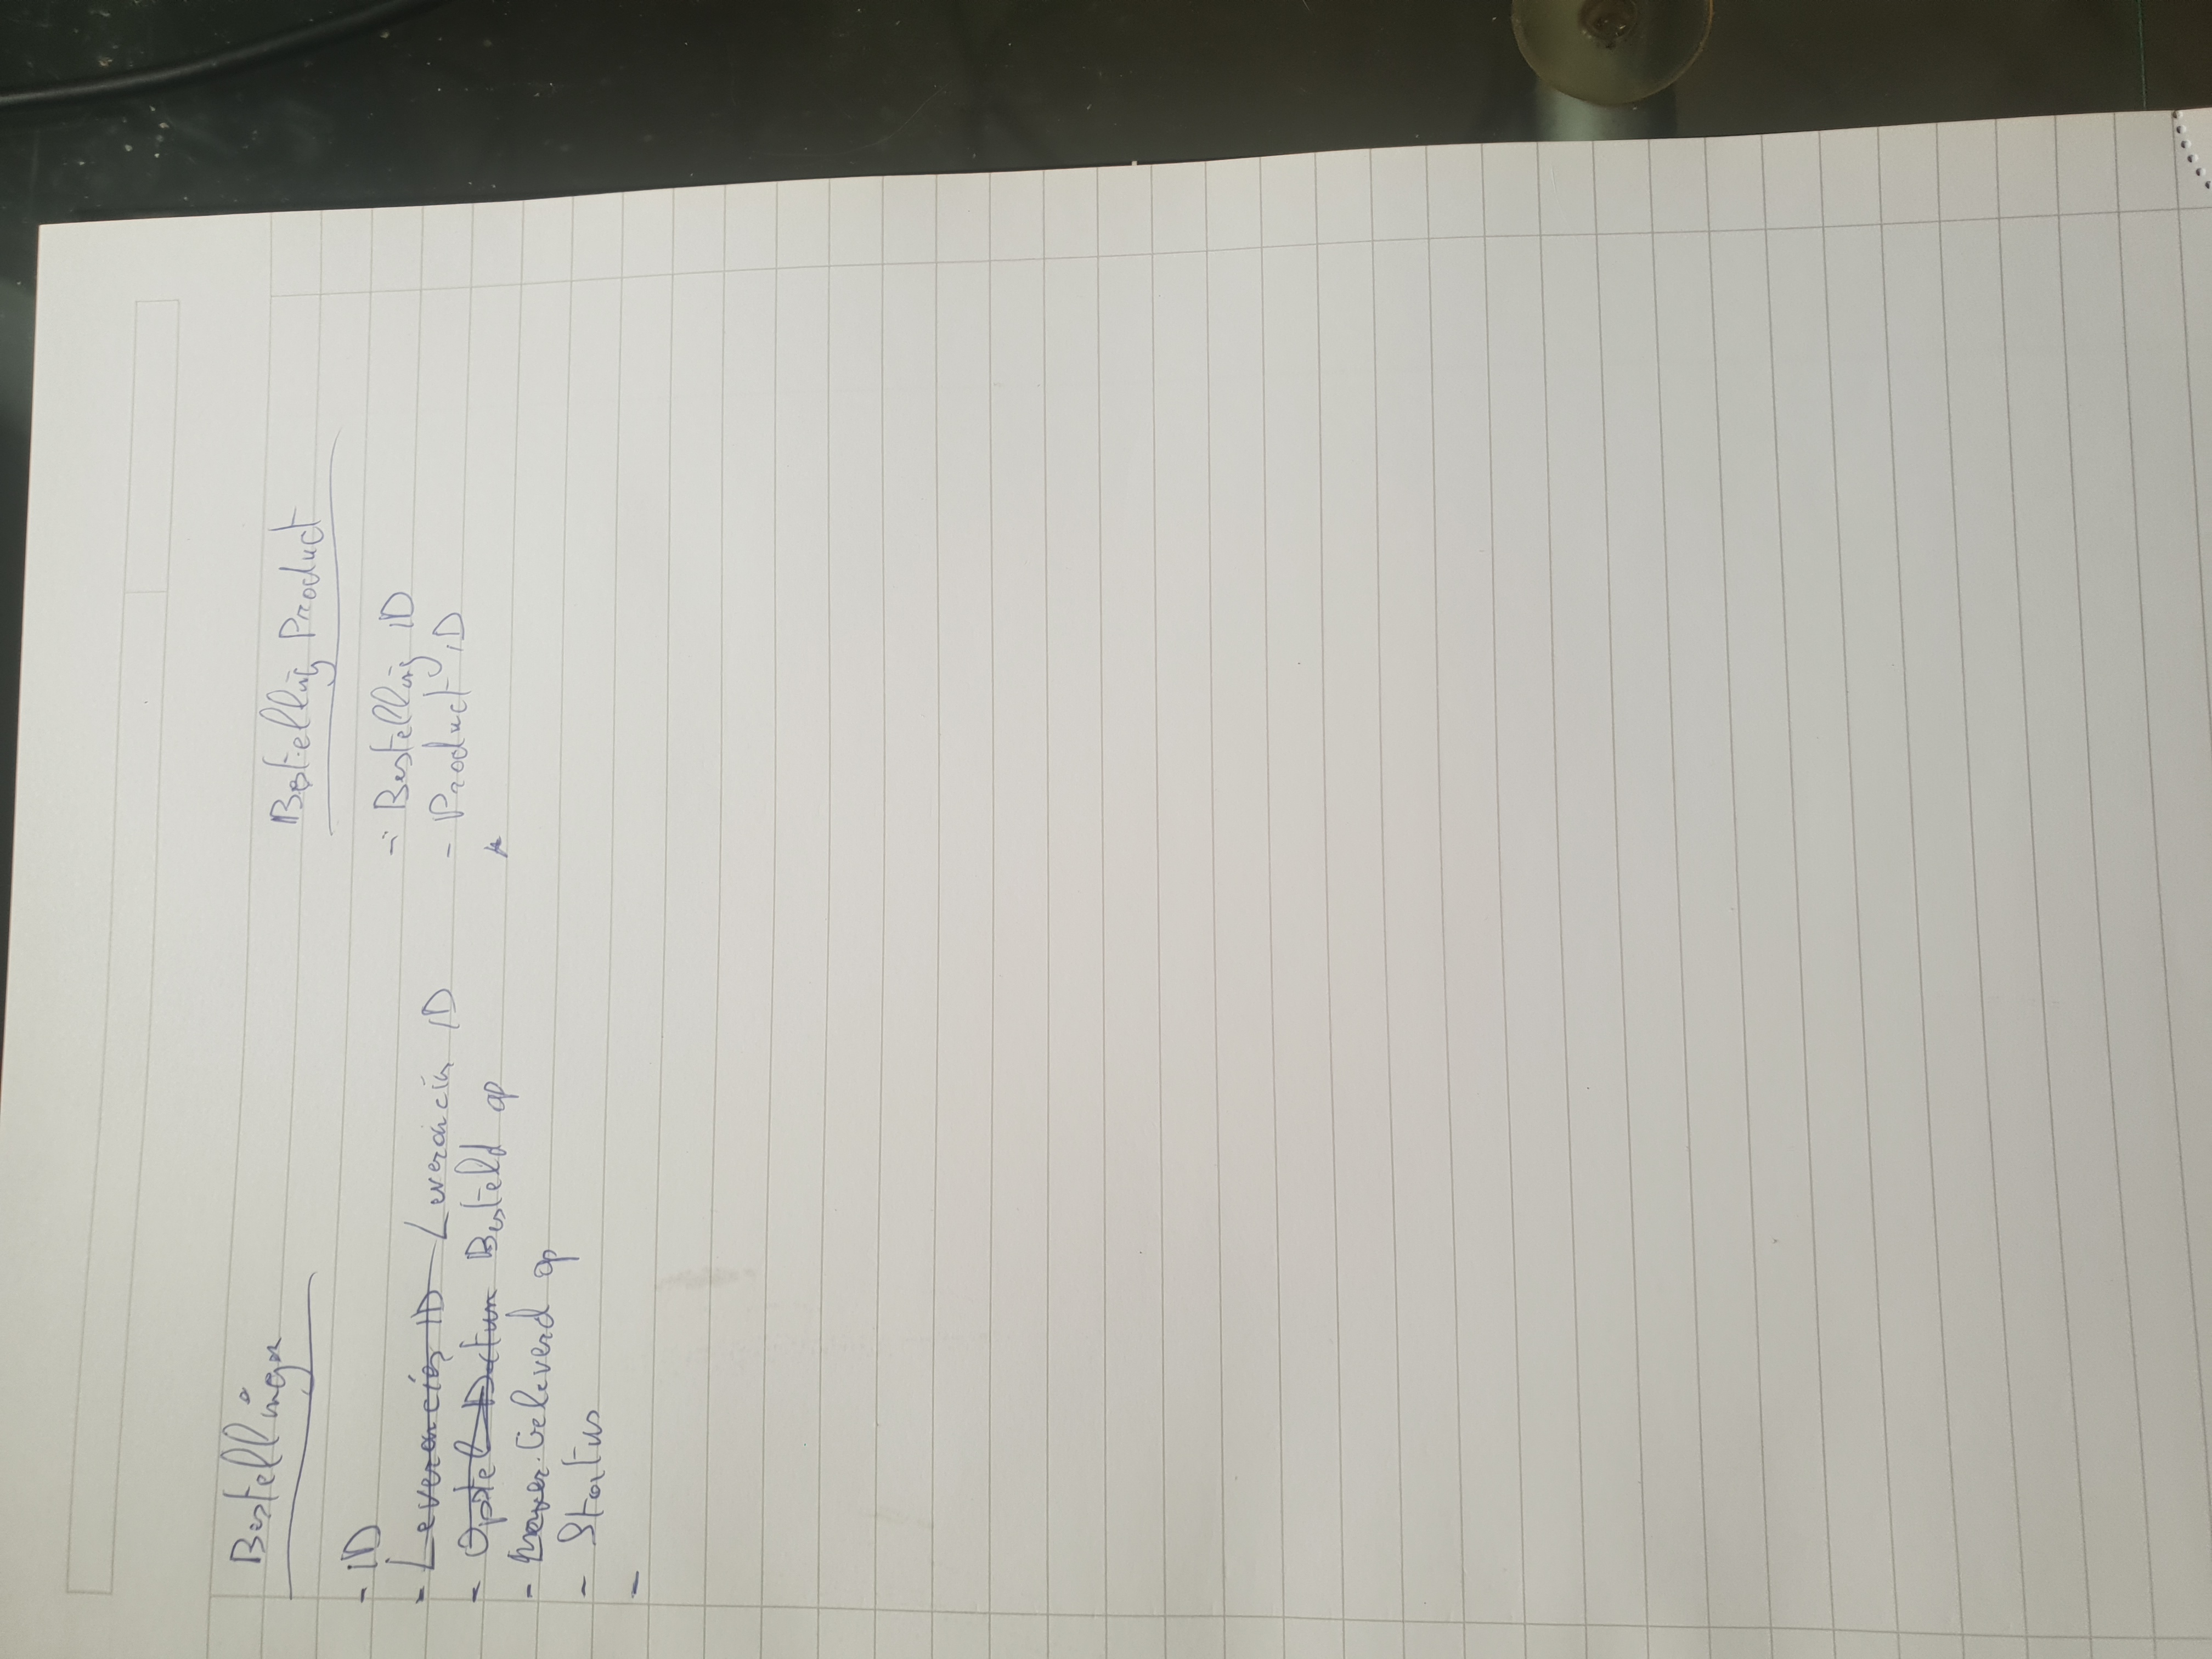 Bestellingen
- ID
- Leverancier ID Leverancier ID
- Opstel Datum Besteld op
- Geleverd op
- Status
-
Bestelling Product
- Bestelling ID
- Product ID